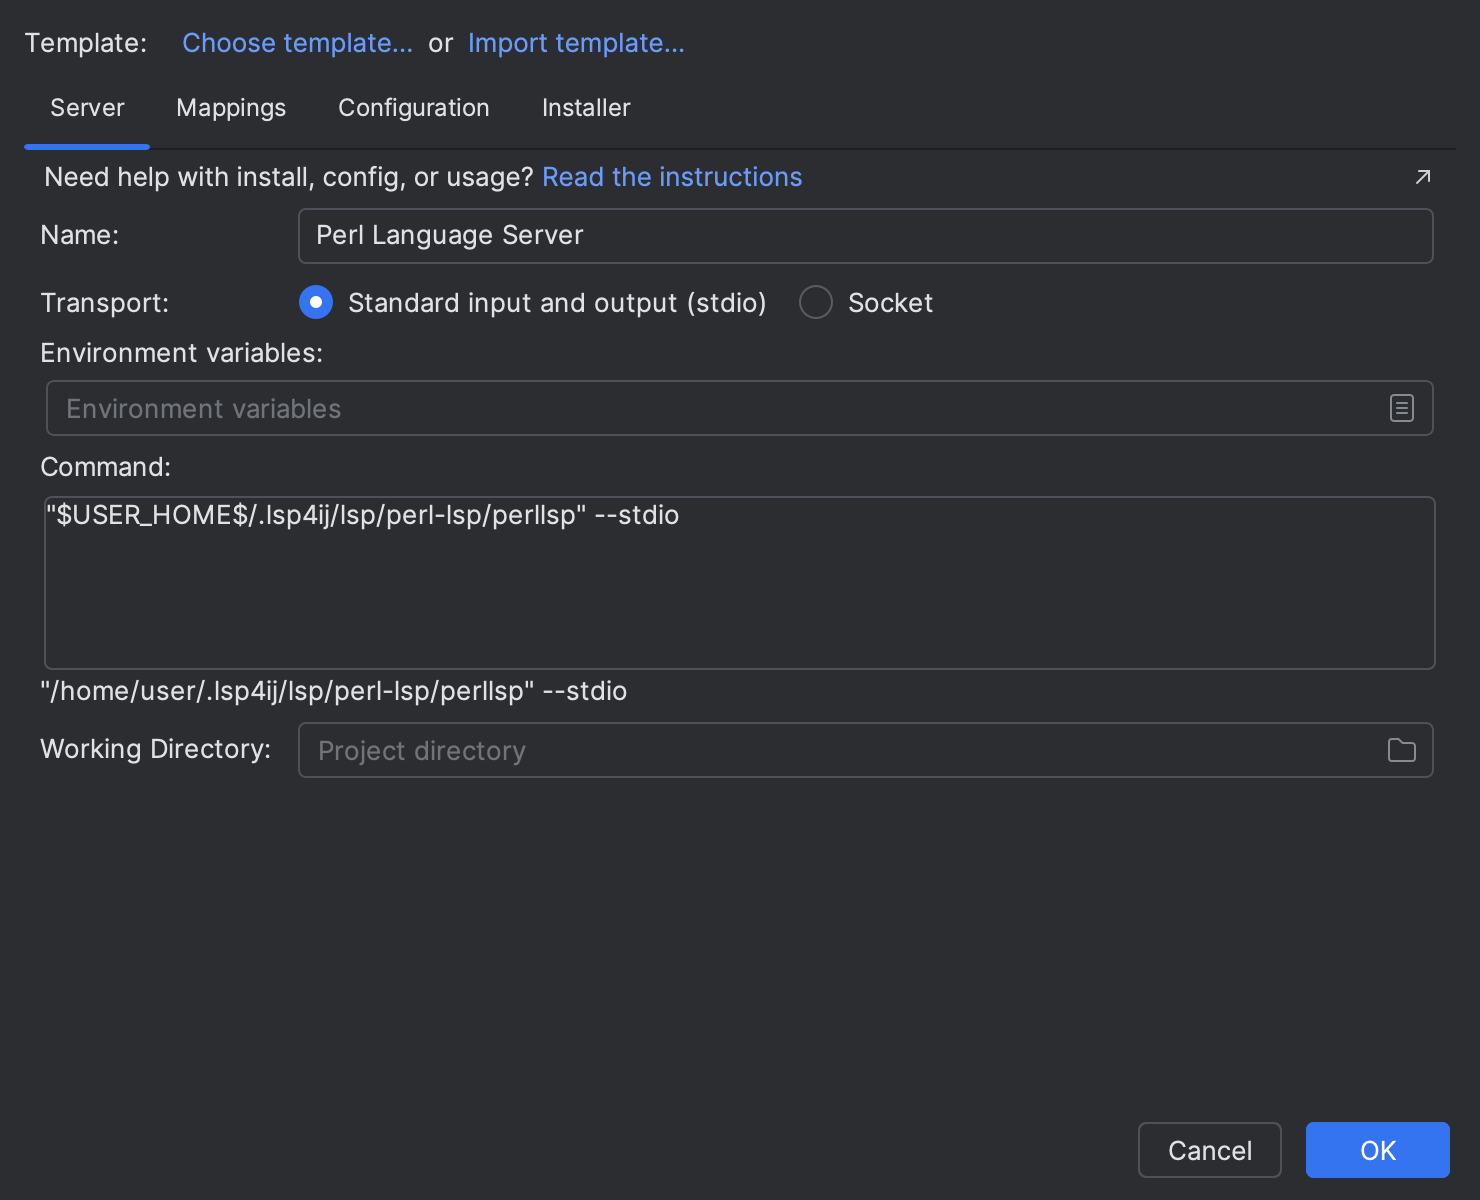 Template: Choose template... or Import template...
Server Mappings Configuration Installer
Need help with install, config, or usage? Read the instructions
Name: Perl Language Server
Transport: Standard input and output (stdio) Socket
Environment variables:
Environment variables
Command:
"$USER_HOME$/.lsp4ij/lsp/perl-lsp/perllsp" --stdio
"/home/user/.lsp4ij/lsp/perl-lsp/perllsp" --stdio
Working Directory: Project directory
Cancel OK